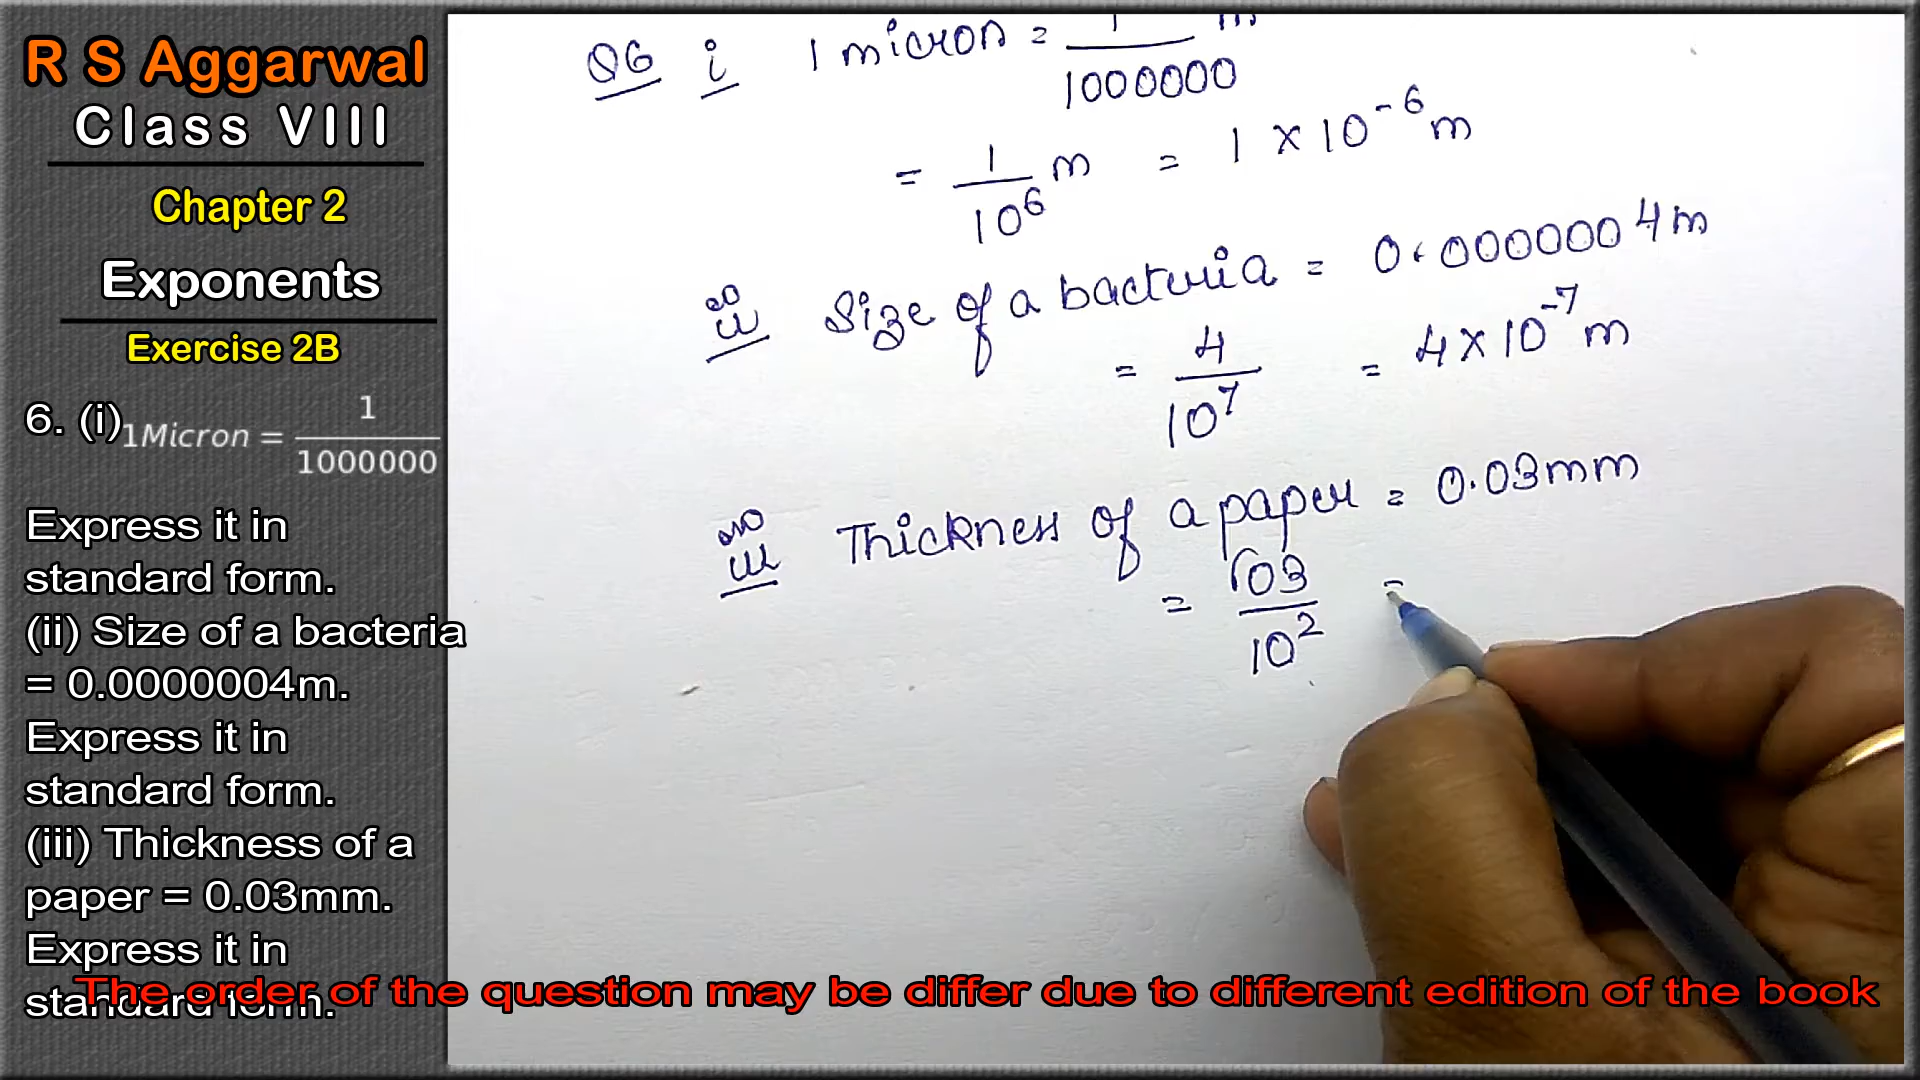 R S Aggarwal
Class VIII
Chapter 2
Exponents
Exercise 2B
6. (i) 1Micron = 1/1000000
Express it in
standard form.
(ii) Size of a bacteria
= 0.0000004m.
Express it in
standard form.
(iii) Thickness of a
paper = 0.03mm.
Express it in
standard form.
Q6 i 1 micron = 1/1000000 m
= 1/10^6 m = 1 × 10^-6 m
ii Size of a bacteria = 0.0000004m
= 4/10^7 = 4 × 10^-7 m
iii Thickness of a paper = 0.03mm
= 03/10^2 =
The order of the question may be differ due to different edition of the book